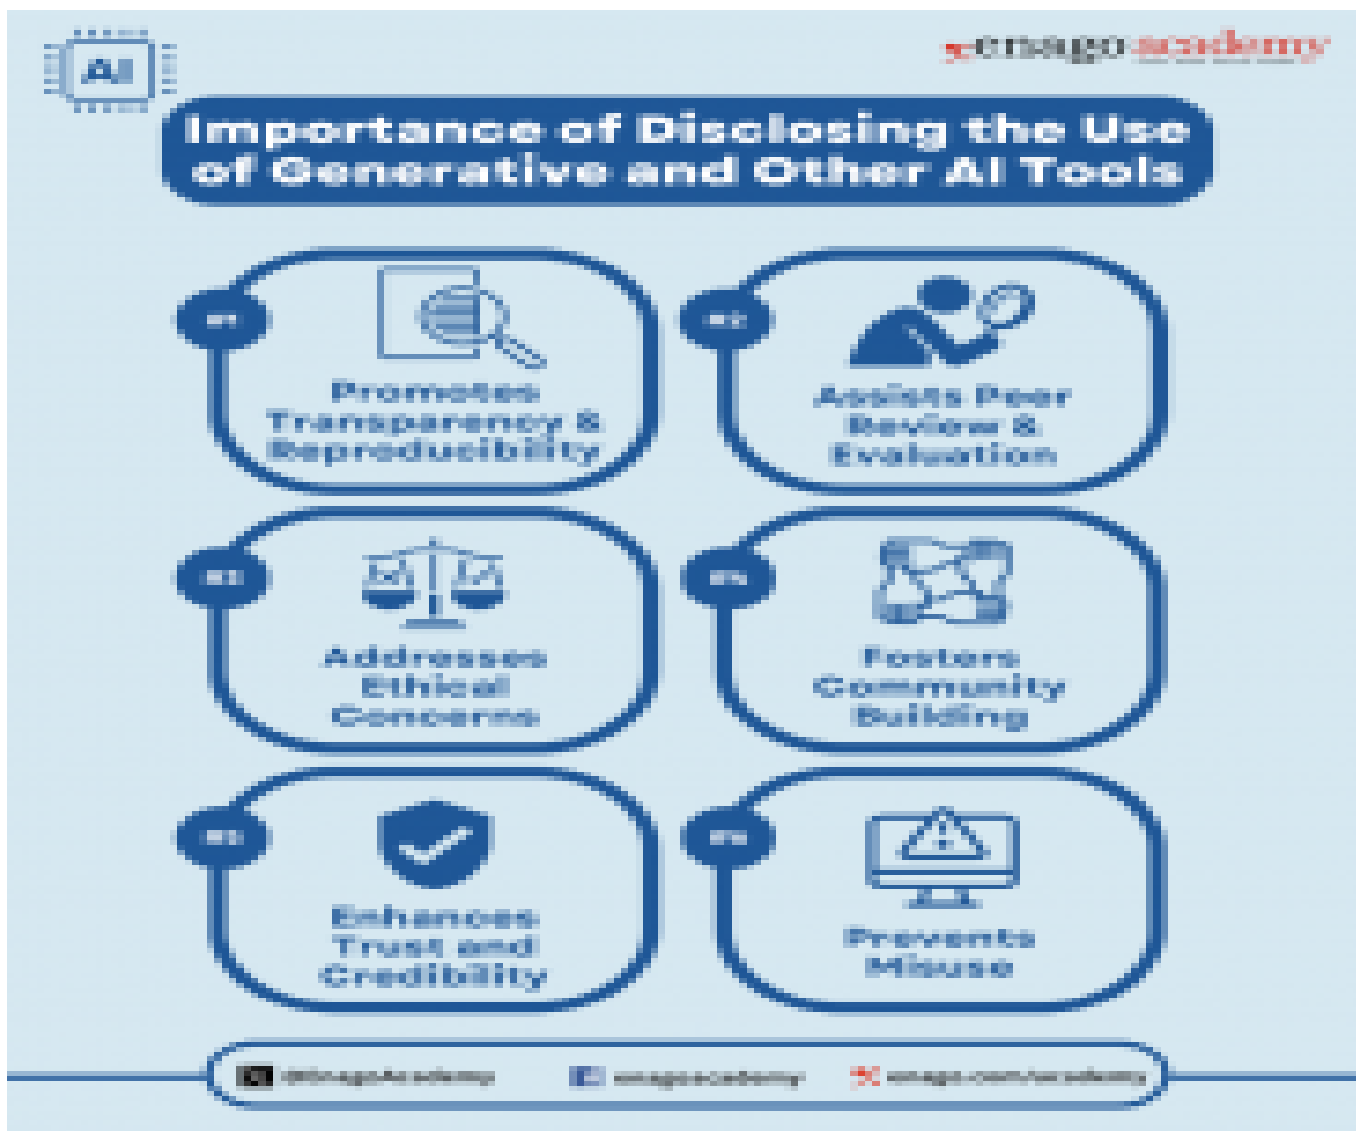 AI
enago academy
Importance of Disclosing the Use
of Generative and Other AI Tools
Promotes
Transparency &
Reproducibility
Assists Peer
Review &
Evaluation
Addresses
Ethical
Concerns
Fosters
Community
Building
Enhances
Trust and
Credibility
Prevents
Misuse
@EnagoAcademy
enagoacademy
enago.com/academy